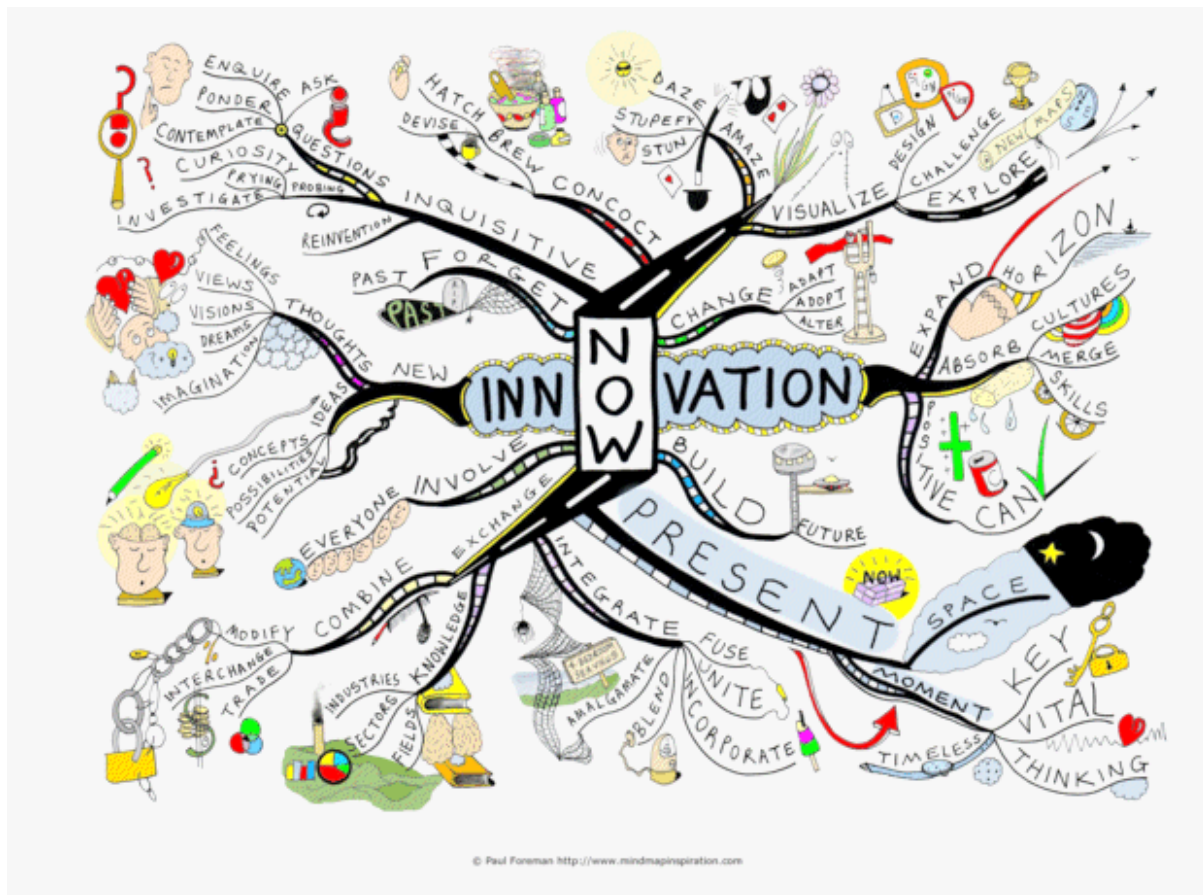 INNOVATION
NOW
INQUISITIVE
QUESTIONS
ENQUIRE
PONDER
CONTEMPLATE
ASK
CURIOSITY
PRYING
PROBING
INVESTIGATE
REINVENTION
CONCOCT
HATCH
BREW
DEVISE
AMAZE
DAZE
STUPEFY
STUN
VISUALIZE
DESIGN
CHALLENGE
EXPLORE
NEW MAPS
CHANGE
ADAPT
ADOPT
ALTER
EXPAND
HORIZON
ABSORB
CULTURES
MERGE
SKILLS
POSITIVE
CAN
BUILD
FUTURE
PRESENT
NOW
SPACE
MOMENT
KEY
VITAL
THINKING
TIMELESS
INTEGRATE
FUSE
UNITE
INCORPORATE
BLEND
AMALGAMATE
EXCHANGE
KNOWLEDGE
INDUSTRIES
SECTORS
FIELDS
COMBINE
MODIFY
INTERCHANGE
TRADE
INVOLVE
EVERYONE
NEW
THOUGHTS
FEELINGS
VIEWS
VISIONS
DREAMS
IMAGINATION
IDEAS
CONCEPTS
POSSIBILITIES
POTENTIAL
FORGET
PAST
PAST
RIP
© Paul Foreman http://www.mindmapinspiration.com